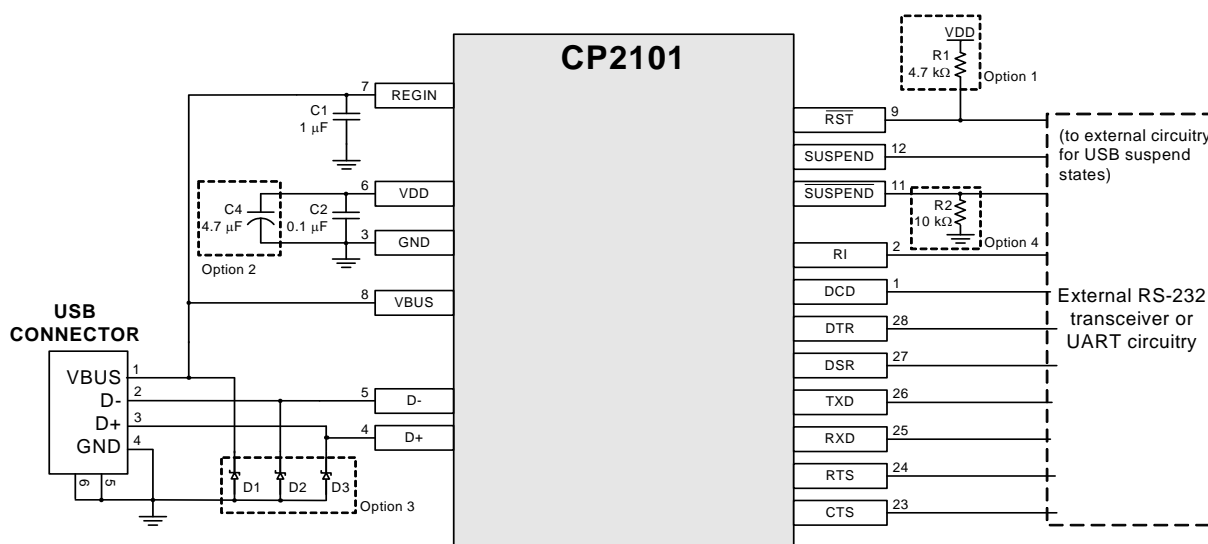 CP2101
7
REGIN
C1
1 μF
6
VDD
C4
4.7 μF
C2
0.1 μF
3
GND
Option 2
8
VBUS
USB
CONNECTOR
VBUS
1
D-
2
D+
3
GND
4
6
5
5
D-
4
D+
D1
D2
D3
Option 3
VDD
R1
4.7 kΩ
Option 1
RST
9
SUSPEND
12
SUSPEND
11
R2
10 kΩ
Option 4
RI
2
DCD
1
DTR
28
DSR
27
TXD
26
RXD
25
RTS
24
CTS
23
(to external circuitry
for USB suspend
states)
External RS-232
transceiver or
UART circuitry